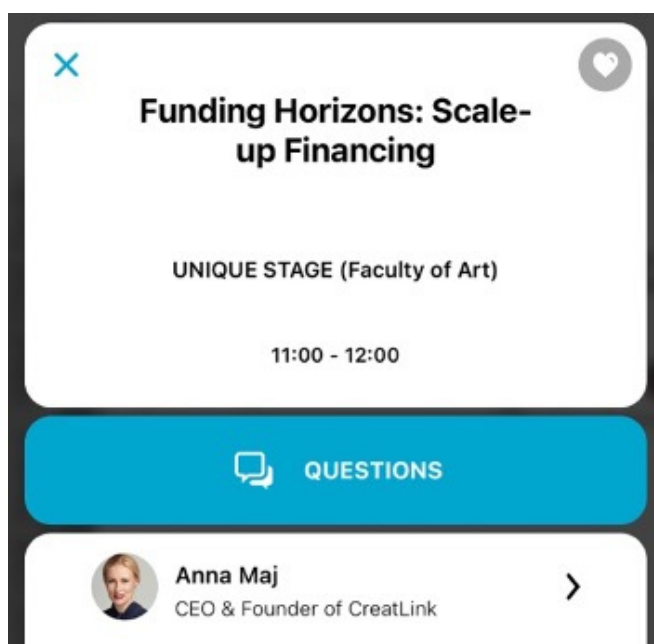 Funding Horizons: Scale-
up Financing
UNIQUE STAGE (Faculty of Art)
11:00 - 12:00
QUESTIONS
Anna Maj
CEO & Founder of CreatLink